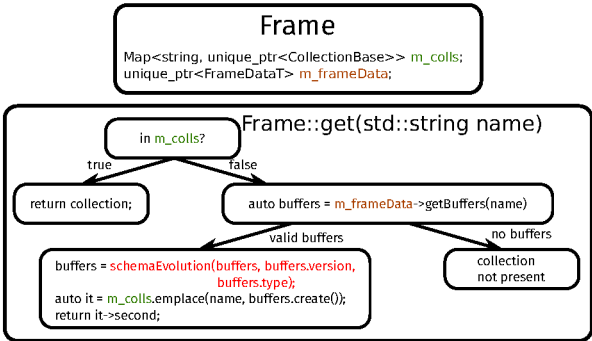 Frame
Map<string, unique_ptr<CollectionBase>> m_colls;
unique_ptr<FrameDataT> m_frameData;
Frame::get(std::string name)
in m_colls?
true
false
return collection;
auto buffers = m_frameData->getBuffers(name)
valid buffers
no buffers
buffers = schemaEvolution(buffers, buffers.version,
buffers.type);
auto it = m_colls.emplace(name, buffers.create());
return it->second;
collection
not present